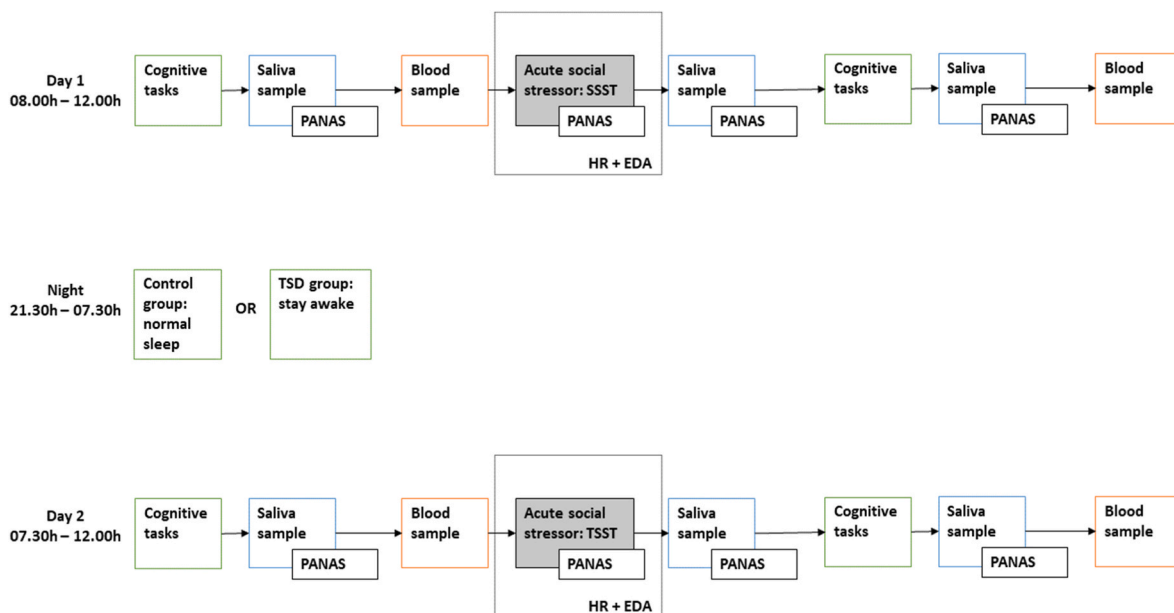 Day 1
08.00h – 12.00h
Cognitive
tasks
Saliva
sample
PANAS
Blood
sample
Acute social
stressor: SSST
PANAS
HR + EDA
Saliva
sample
PANAS
Cognitive
tasks
Saliva
sample
PANAS
Blood
sample
Night
21.30h – 07.30h
Control
group:
normal
sleep
OR
TSD group:
stay awake
Day 2
07.30h – 12.00h
Cognitive
tasks
Saliva
sample
PANAS
Blood
sample
Acute social
stressor: TSST
PANAS
HR + EDA
Saliva
sample
PANAS
Cognitive
tasks
Saliva
sample
PANAS
Blood
sample